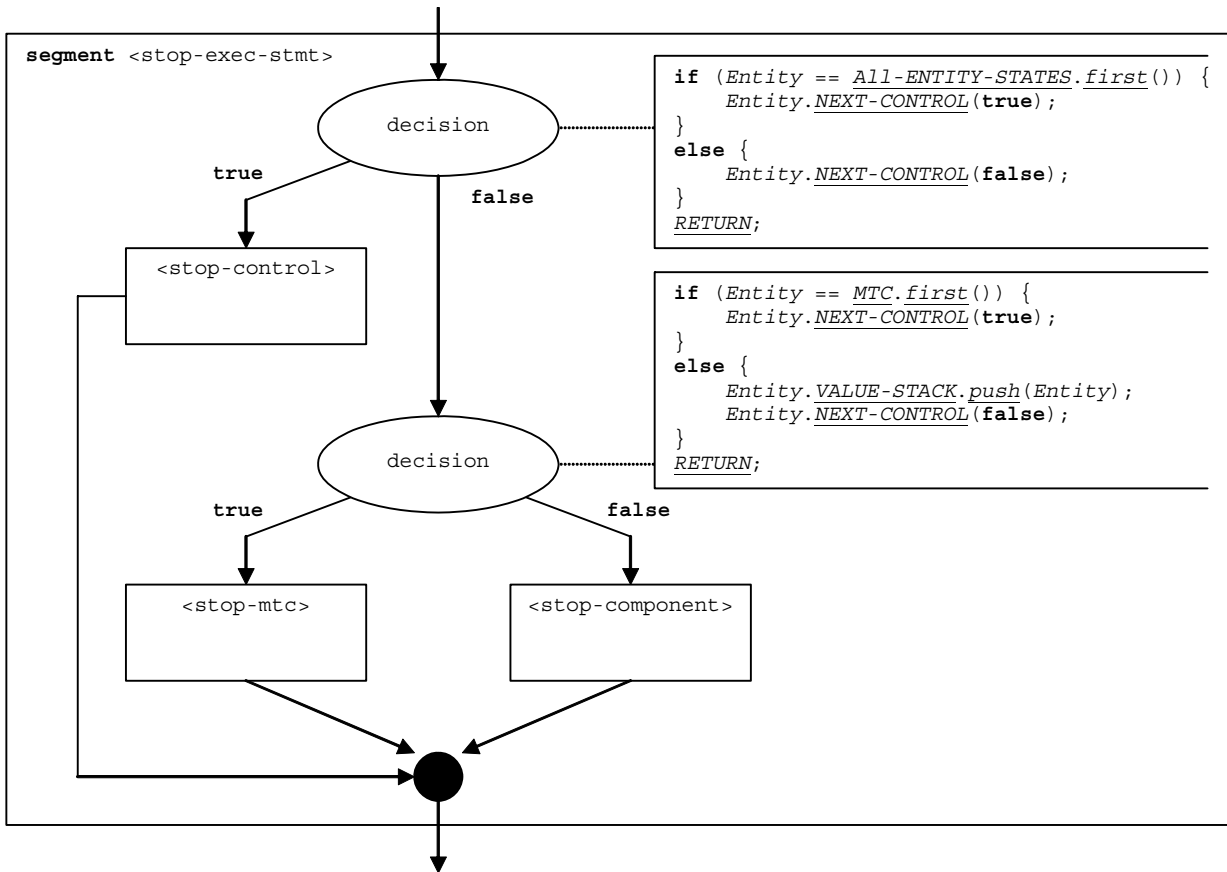 segment <stop-exec-stmt>
decision
if (Entity == All-ENTITY-STATES.first()) {
    Entity.NEXT-CONTROL(true);
}
else {
    Entity.NEXT-CONTROL(false);
}
RETURN;
true
false
<stop-control>
decision
if (Entity == MTC.first()) {
    Entity.NEXT-CONTROL(true);
}
else {
    Entity.VALUE-STACK.push(Entity);
    Entity.NEXT-CONTROL(false);
}
RETURN;
true
false
<stop-mtc>
<stop-component>